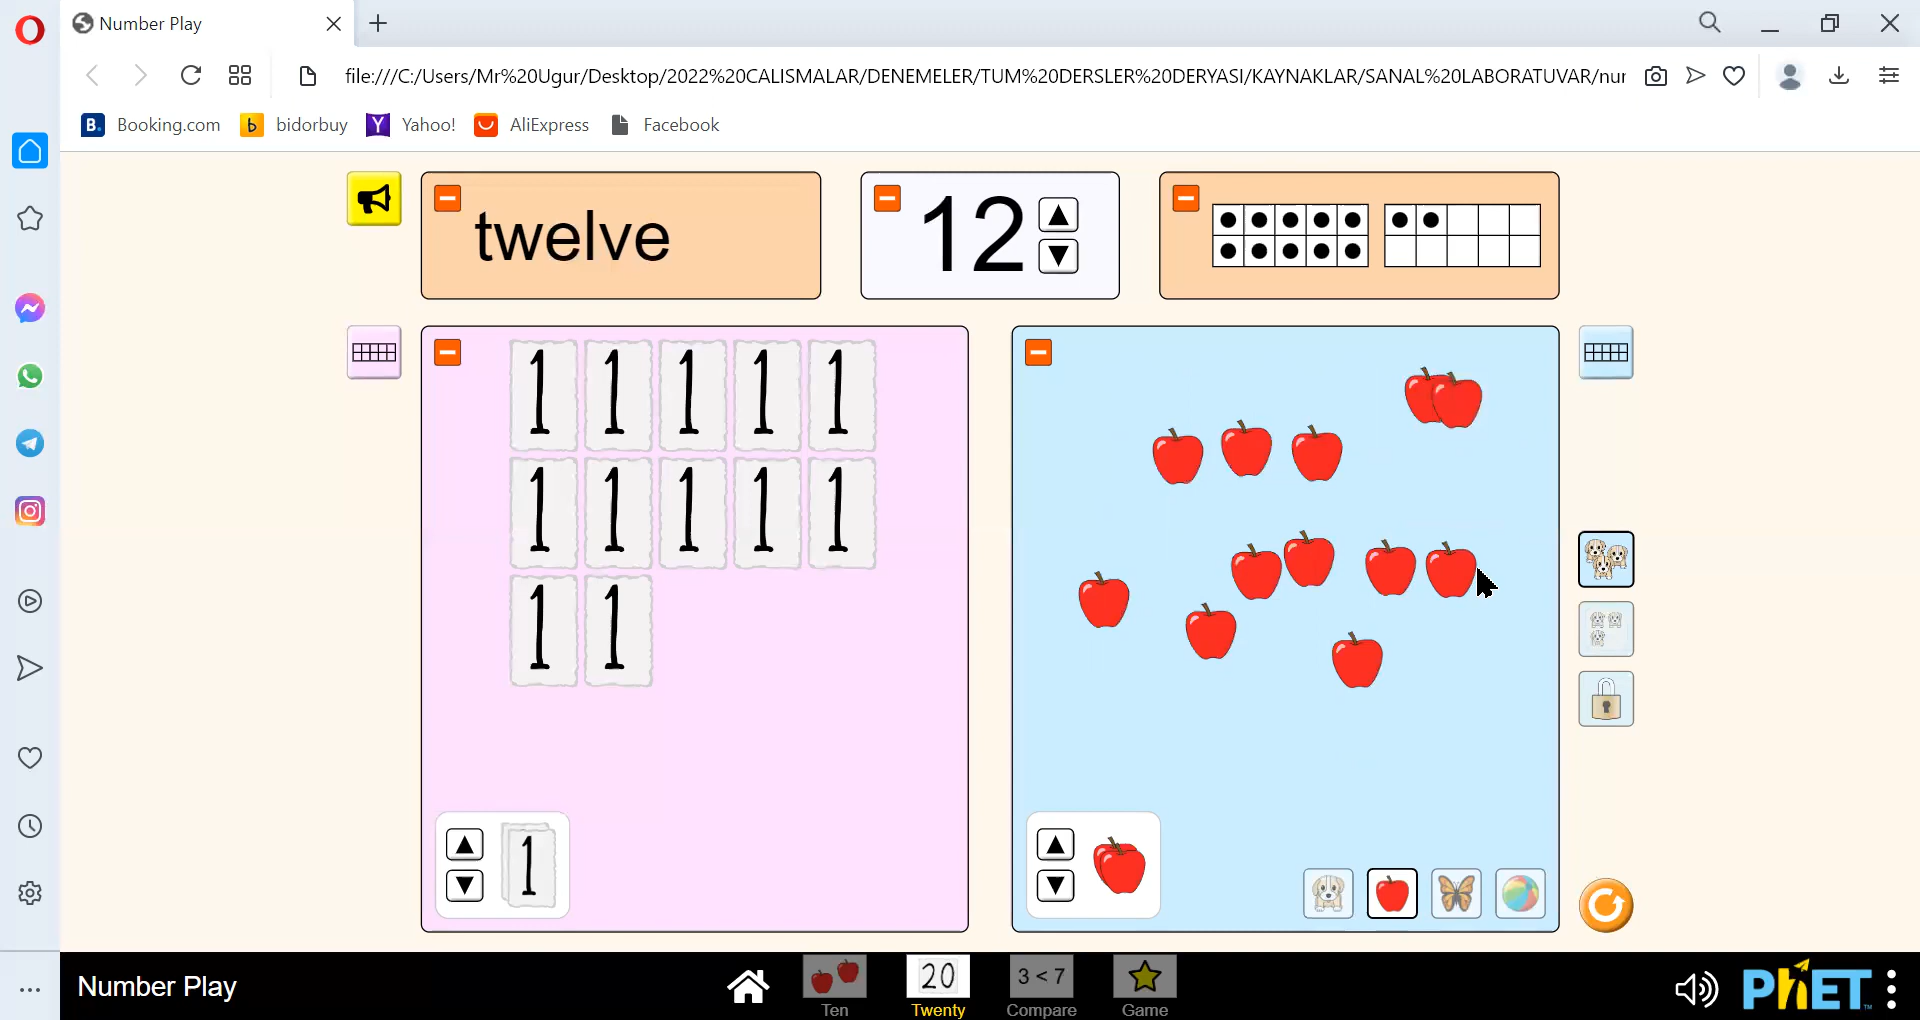 Number Play
file:///C:/Users/Mr%20Ugur/Desktop/2022%20CALISMALAR/DENEMELER/TUM%20DERSLER%20DERYASI/KAYNAKLAR/SANAL%20LABORATUVAR/nur
B. Booking.com b bidorbuy Y Yahoo! AliExpress Facebook
twelve 12
1 1 1 1 1
1 1 1 1 1
1 1
1
Number Play
20 3 < 7
Ten Twenty Compare Game
PhET™